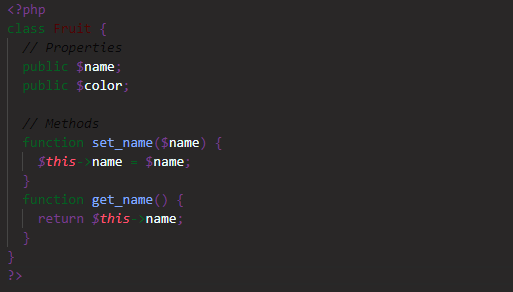 <?php
class Fruit {
  // Properties
  public $name;
  public $color;

  // Methods
  function set_name($name) {
    $this->name = $name;
  }
  function get_name() {
    return $this->name;
  }
}
?>